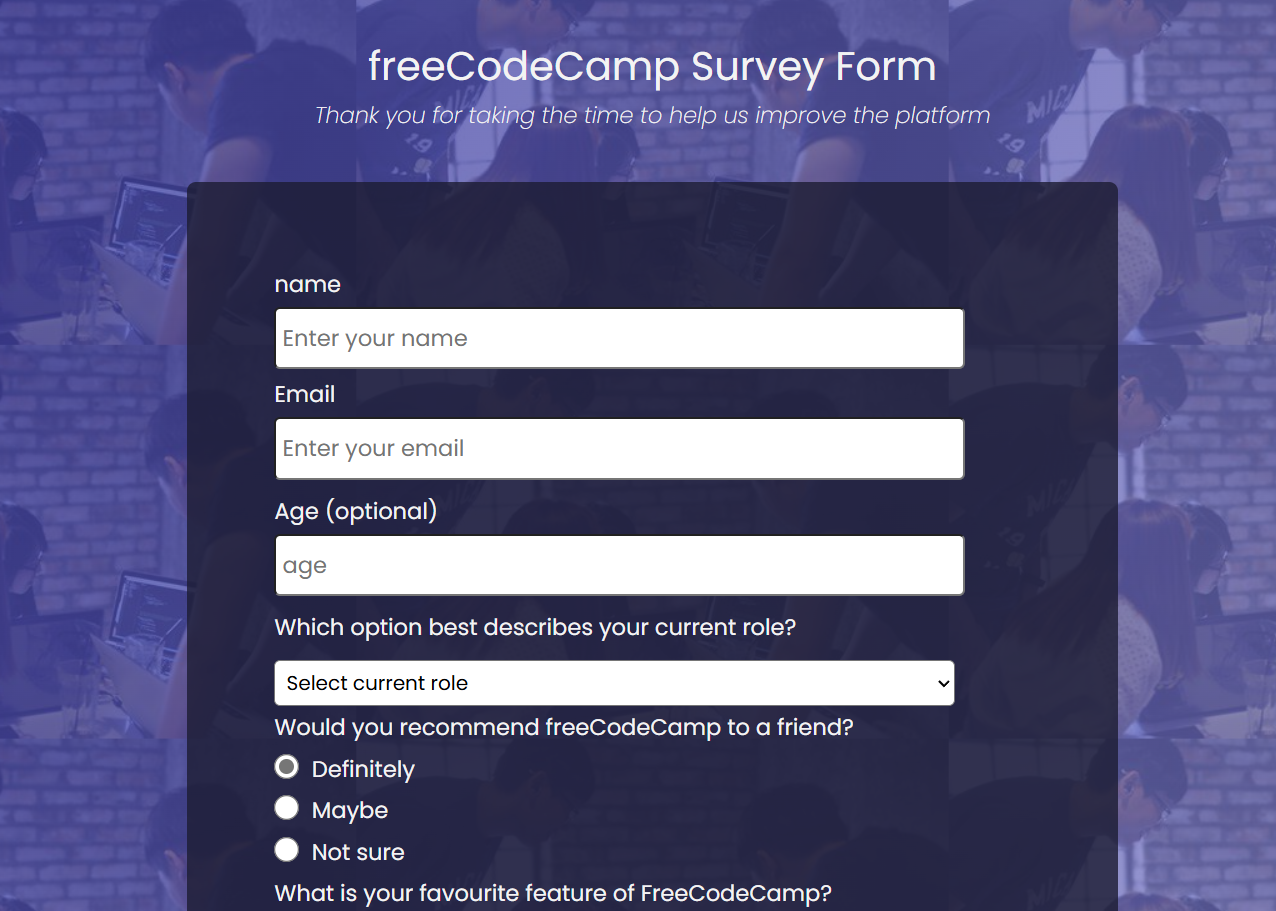 freeCodeCamp Survey Form
Thank you for taking the time to help us improve the platform
name
Enter your name
Email
Enter your email
Age (optional)
age
Which option best describes your current role?
Select current role
Would you recommend freeCodeCamp to a friend?
Definitely
Maybe
Not sure
What is your favourite feature of FreeCodeCamp?